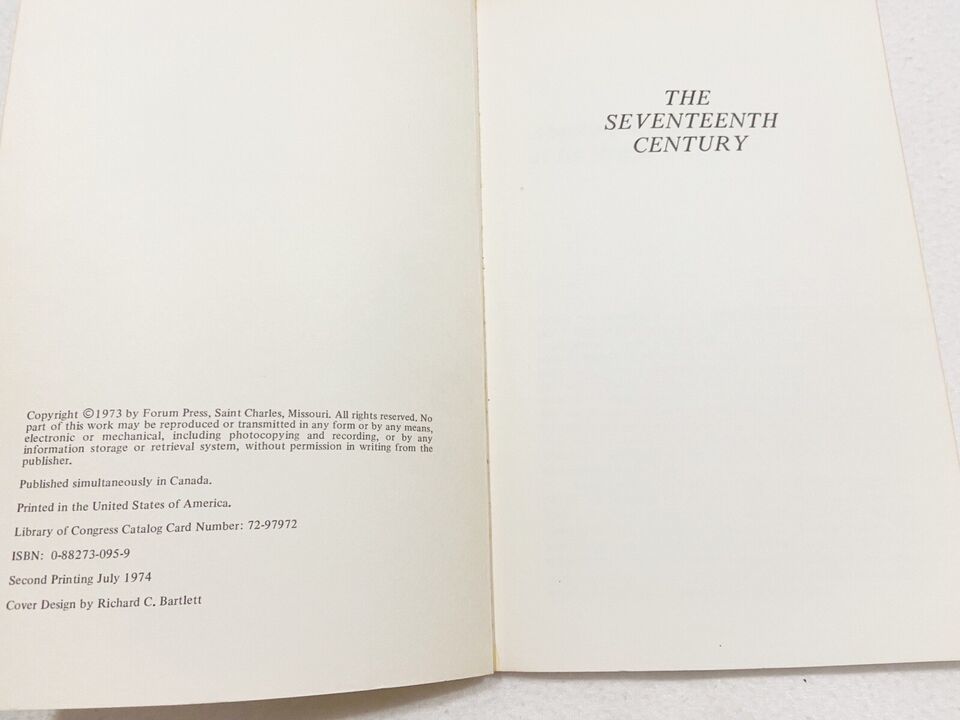 Copyright ©1973 by Forum Press, Saint Charles, Missouri. All rights reserved. No
part of this work may be reproduced or transmitted in any form or by any means,
electronic or mechanical, including photocopying and recording, or by any
information storage or retrieval system, without permission in writing from the
publisher.
Published simultaneously in Canada.
Printed in the United States of America.
Library of Congress Catalog Card Number: 72-97972
ISBN: 0-88273-095-9
Second Printing July 1974
Cover Design by Richard C. Bartlett
THE
SEVENTEENTH
CENTURY